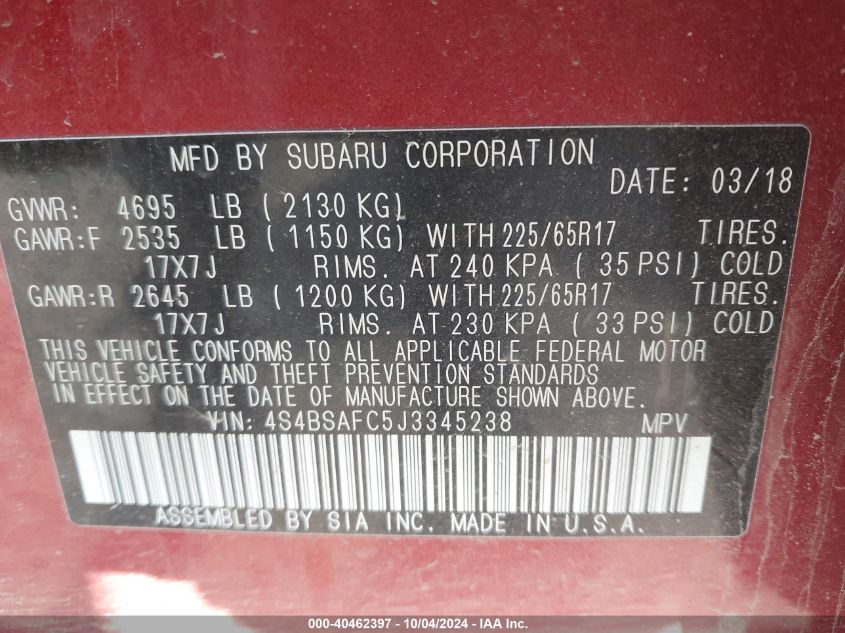 MFD BY SUBARU CORPORATION
DATE: 03/18
GVWR: 4695 LB ( 2130 KG)
GAWR:F 2535 LB ( 1150 KG) WITH 225/65R17 TIRES.
17X7J RIMS. AT 240 KPA ( 35 PSI) COLD
GAWR:R 2645 LB ( 1200 KG) WITH 225/65R17 TIRES.
17X7J RIMS. AT 230 KPA ( 33 PSI) COLD
THIS VEHICLE CONFORMS TO ALL APPLICABLE FEDERAL MOTOR
VEHICLE SAFETY AND THEFT PREVENTION STANDARDS
IN EFFECT ON THE DATE OF MANUFACTURE SHOWN ABOVE.
VIN: 4S4BSAFC5J3345238 MPV
ASSEMBLED BY SIA INC. MADE IN U.S.A.
000-40462397 - 10/04/2024 - IAA Inc.